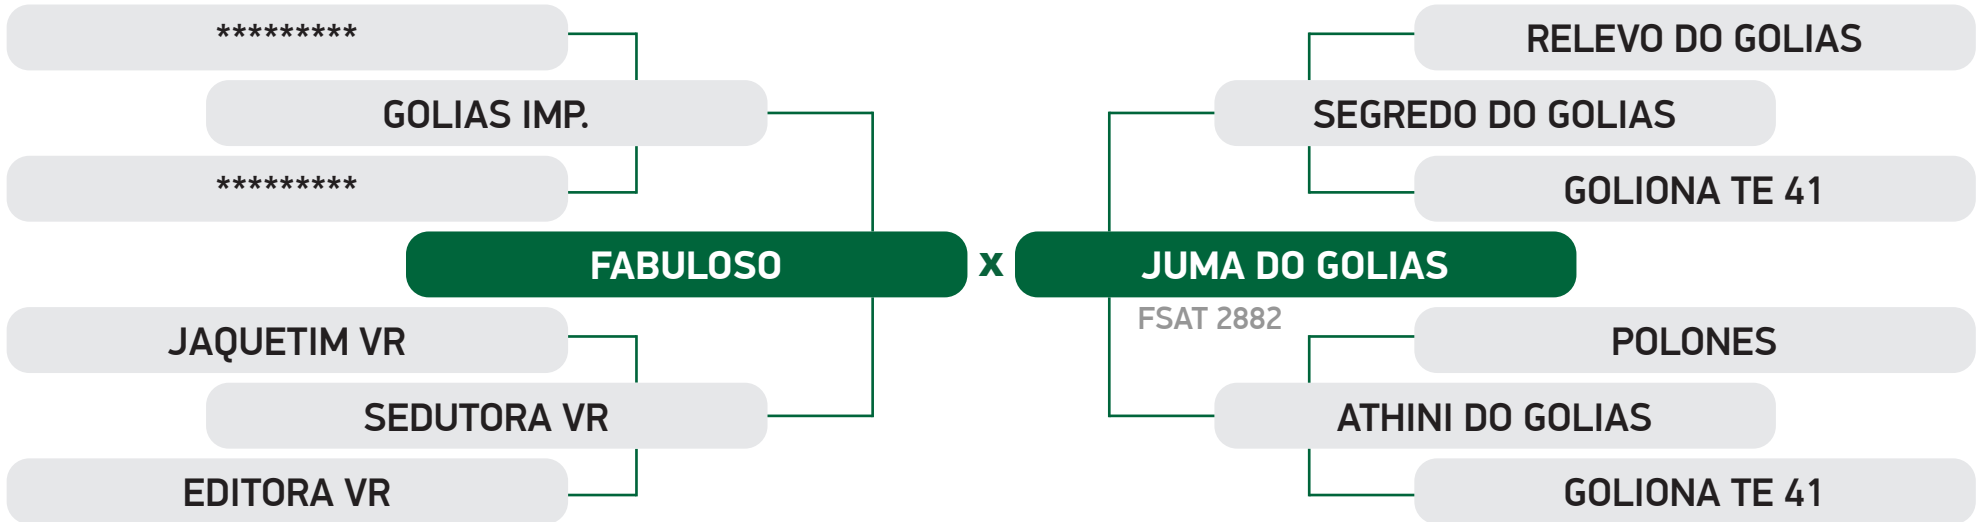 *********
RELEVO DO GOLIAS
GOLIAS IMP.
SEGREDO DO GOLIAS
*********
GOLIONA TE 41
FABULOSO x JUMA DO GOLIAS
FSAT 2882
JAQUETIM VR
POLONES
SEDUTORA VR
ATHINI DO GOLIAS
EDITORA VR
GOLIONA TE 41